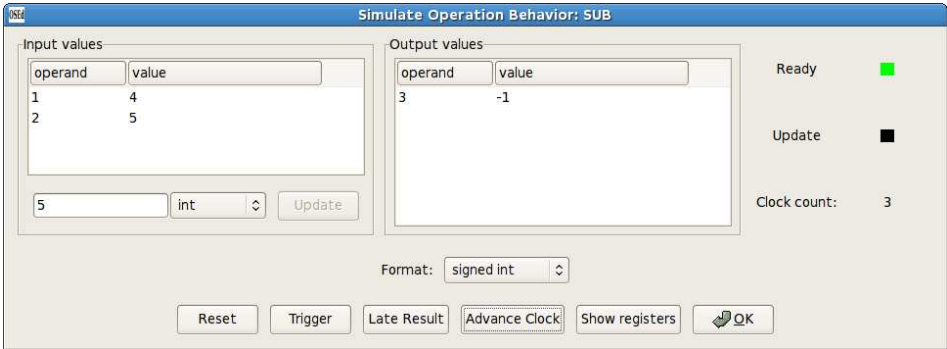 OSEd Simulate Operation Behavior: SUB
Input values
operand value
1 4
2 5
5 int Update
Output values
operand value
3 -1
Ready
Update
Clock count: 3
Format: signed int
Reset Trigger Late Result Advance Clock Show registers OK